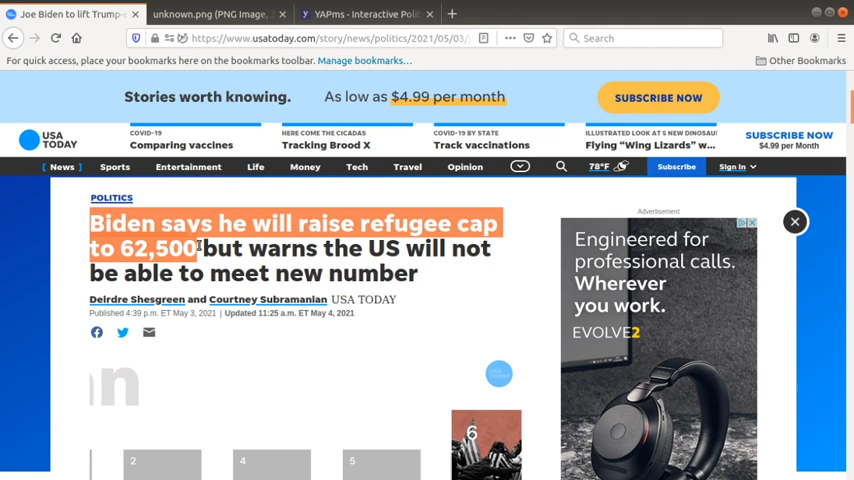 Joe Biden to lift Trump-
unknown.png (PNG Image,
YAPms - Interactive Polit
https://www.usatoday.com/story/news/politics/2021/05/03/j
Search
For quick access, place your bookmarks here on the bookmarks toolbar. Manage bookmarks...
Other Bookmarks
Stories worth knowing. As low as $4.99 per month
SUBSCRIBE NOW
USA
TODAY
COVID-19
Comparing vaccines
HERE COME THE CICADAS
Tracking Brood X
COVID-19 BY STATE
Track vaccinations
ILLUSTRATED LOOK AT 5 NEW DINOSAU
Flying “Wing Lizards” w...
SUBSCRIBE NOW
$4.99 per Month
[ News ] Sports Entertainment Life Money Tech Travel Opinion 78°F Subscribe Sign In
POLITICS
Biden says he will raise refugee cap
to 62,500 but warns the US will not
be able to meet new number
Deirdre Shesgreen and Courtney Subramanian USA TODAY
Published 4:39 p.m. ET May 3, 2021 | Updated 11:25 a.m. ET May 4, 2021
an
USA
TODAY
2
4
5
6
Advertisement
Engineered for
professional calls.
Wherever
you work.
EVOLVE2